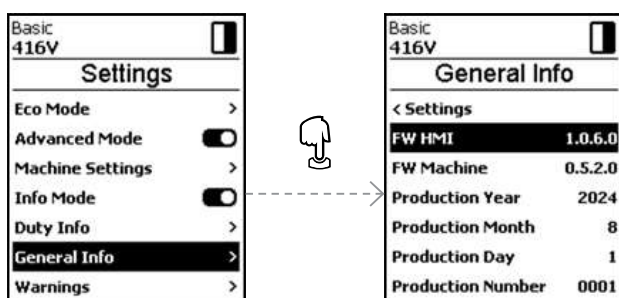 Basic
416V
Settings
Eco Mode >
Advanced Mode
Machine Settings >
Info Mode
Duty Info >
General Info >
Warnings >
Basic
416V
General Info
< Settings
FW HMI 1.0.6.0
FW Machine 0.5.2.0
Production Year 2024
Production Month 8
Production Day 1
Production Number 0001